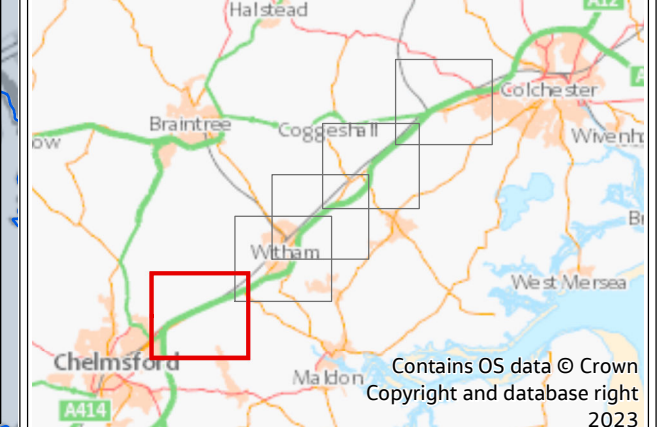 Halstead
A12
Colchester
A
Braintree
Coggeshall
Wivenh
ow
Br
Witham
West Mersea
Chelmsford
Maldon
A414
Contains OS data © Crown
Copyright and database right
2023